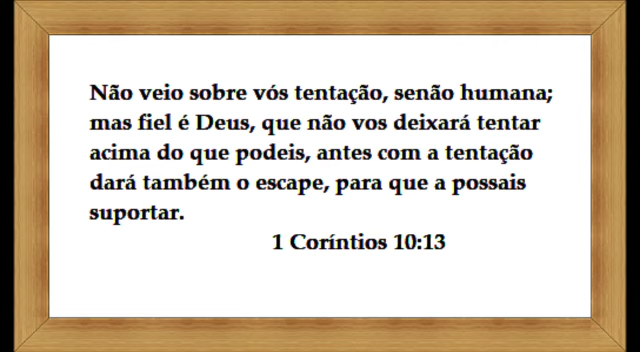 Não veio sobre vós tentação, senão humana;
mas fiel é Deus, que não vos deixará tentar
acima do que podeis, antes com a tentação
dará também o escape, para que a possais
suportar.
1 Coríntios 10:13